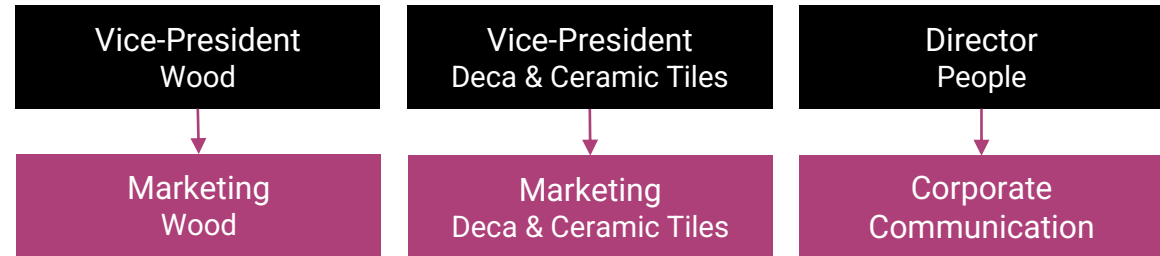 Vice-President
Wood
Vice-President
Deca & Ceramic Tiles
Director
People
Marketing
Wood
Marketing
Deca & Ceramic Tiles
Corporate
Communication